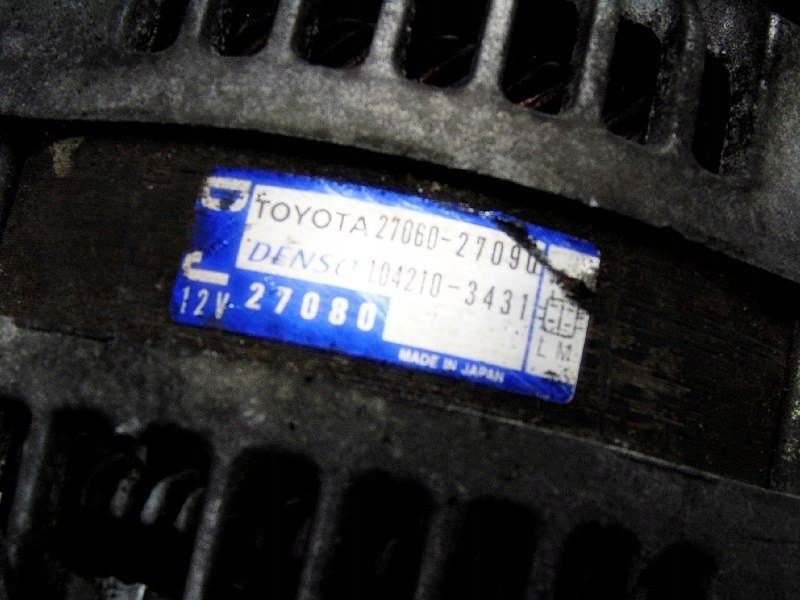 TOYOTA 27060-27090
DENSO 104210-3431
12V 27080
L M
MADE IN JAPAN